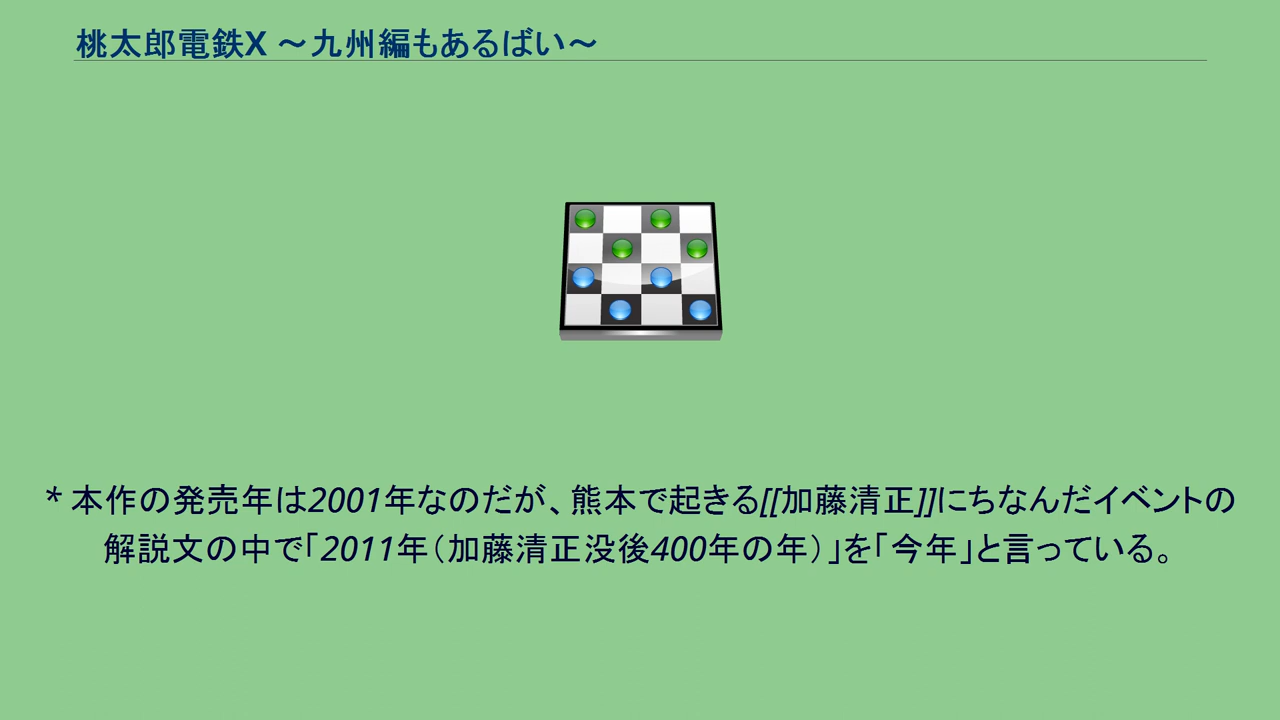 桃太郎電鉄X ～九州編もあるばい～
* 本作の発売年は2001年なのだが、熊本で起きる[[加藤清正]]にちなんだイベントの
解説文の中で「2011年（加藤清正没後400年の年）」を「今年」と言っている。